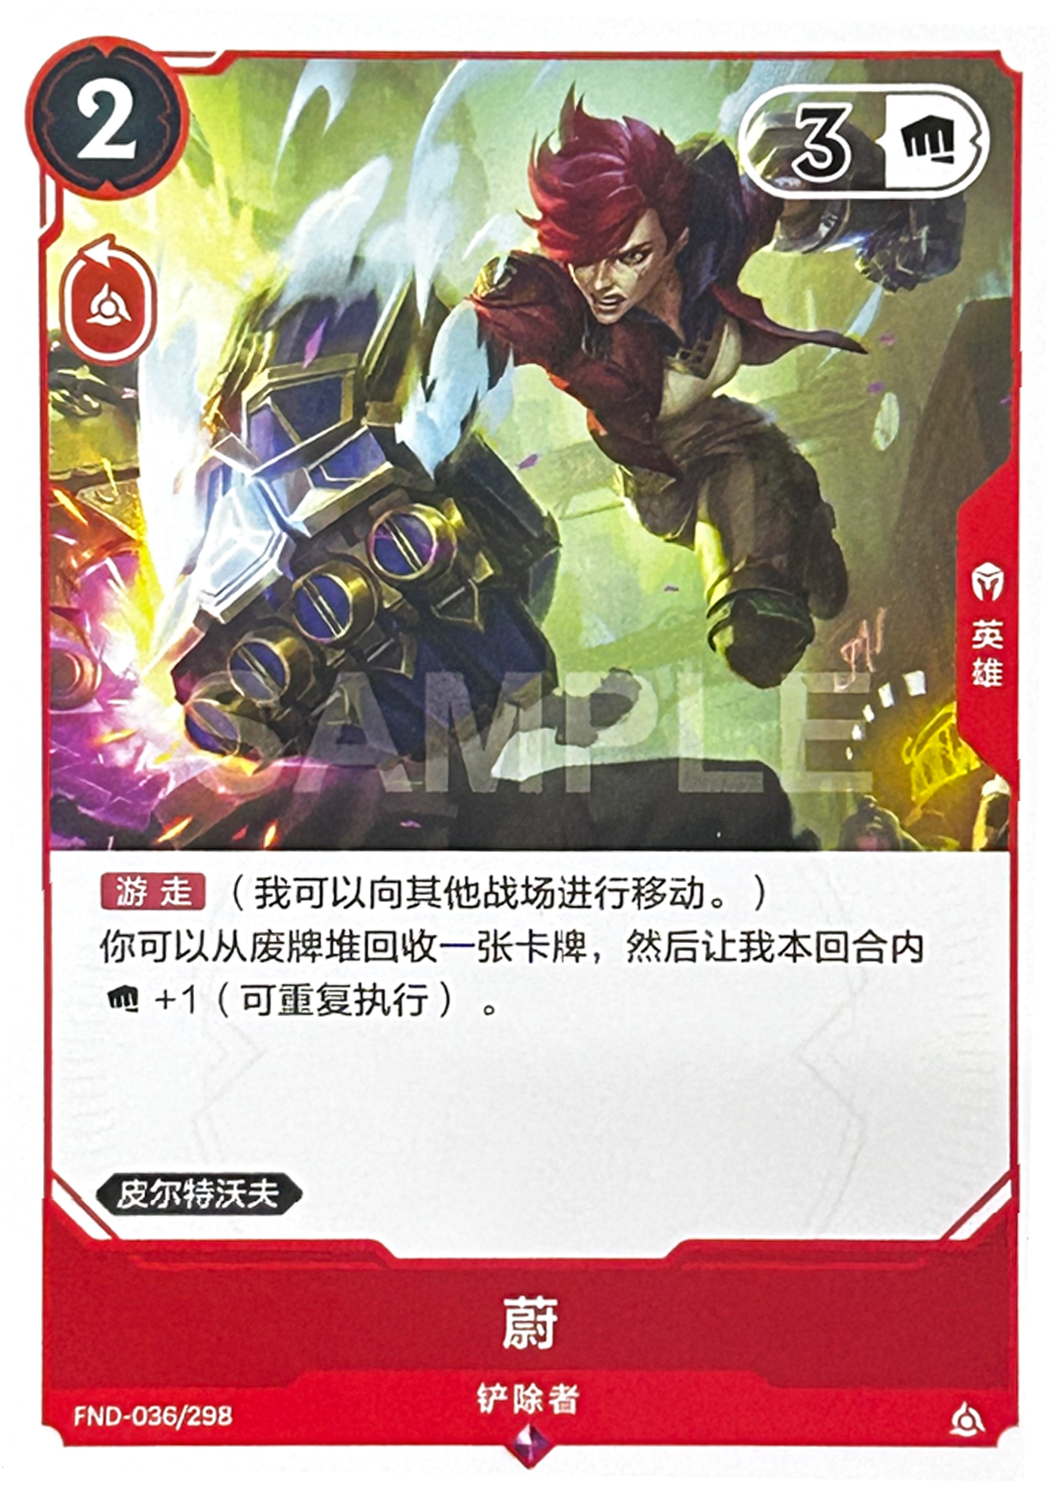 2
3
英雄
SAMPLE
游走（我可以向其他战场进行移动。）
你可以从废牌堆回收一张卡牌，然后让我本回合内
+1（可重复执行）。
皮尔特沃夫
蔚
铲除者
FND-036/298